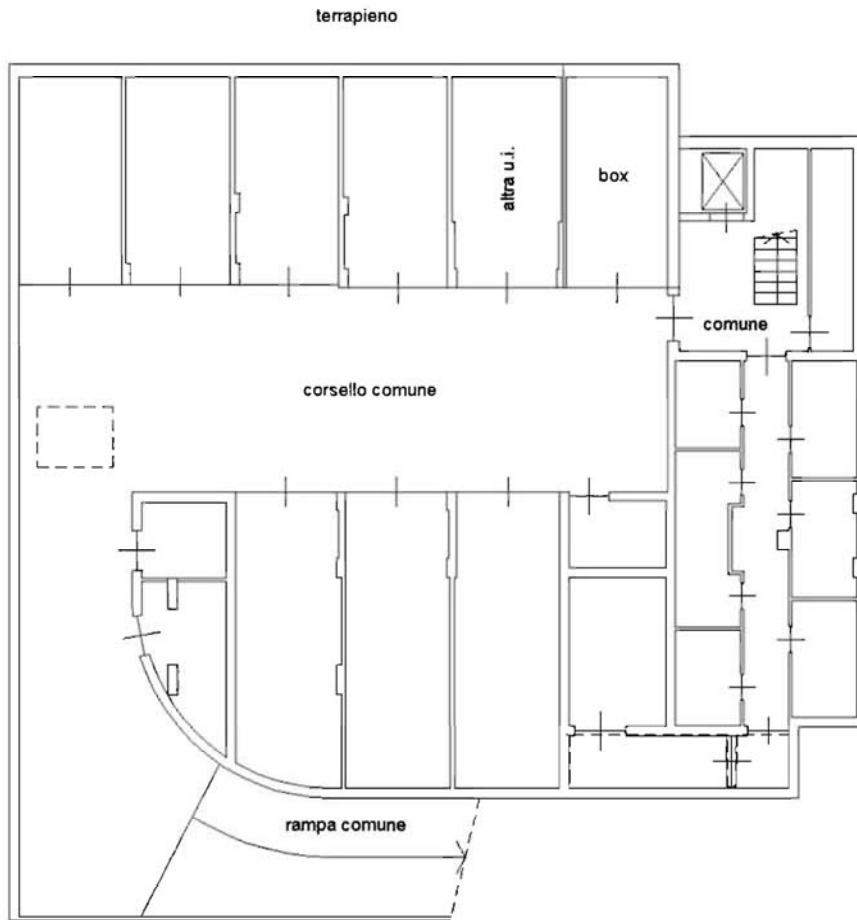 terrapieno
altra u.i.
box
comune
corsello comune
rampa comune